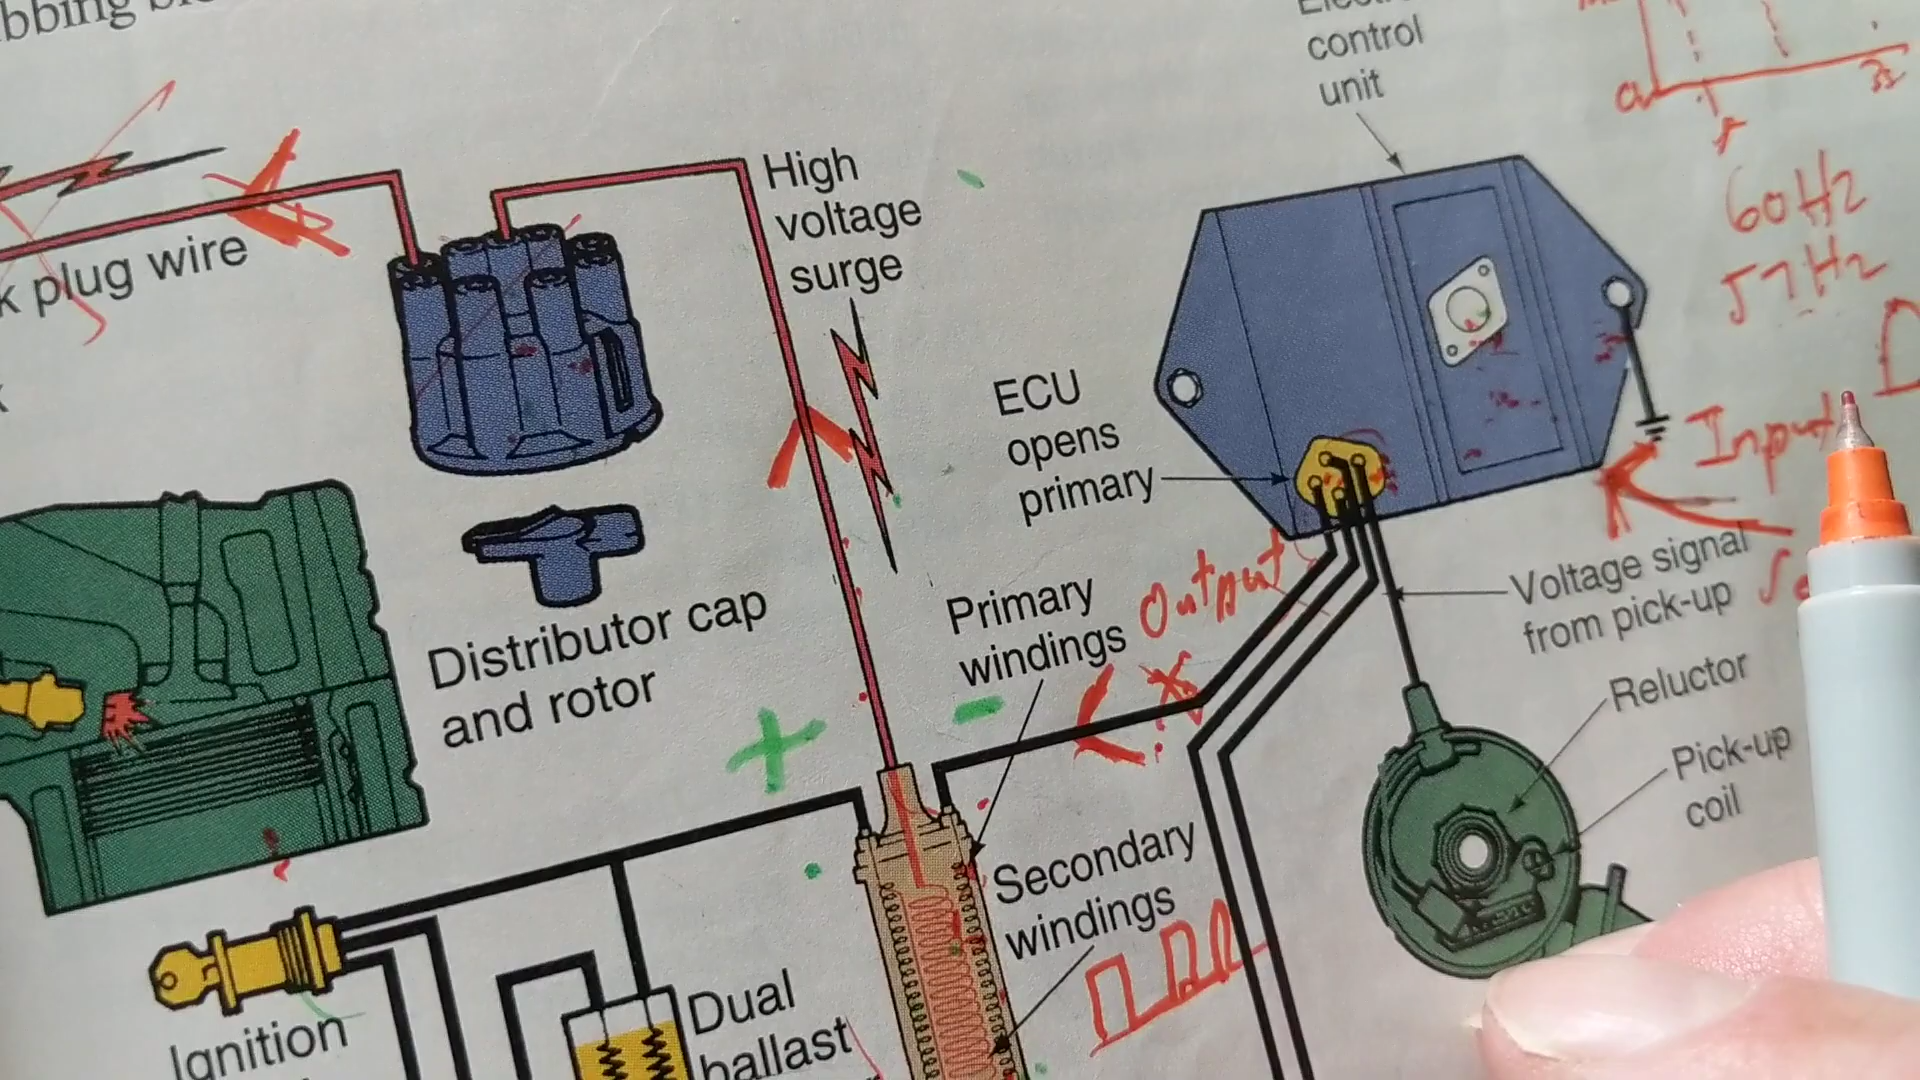 control
unit
High
voltage
surge
plug wire
60Hz
57Hz
ECU
opens
primary
Input
Output
Voltage signal
from pick-up
Primary
windings
Distributor cap
and rotor
Reluctor
Pick-up
coil
+
-
Secondary
windings
Dual
ballast
Ignition